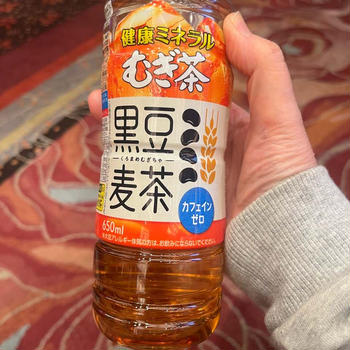 健康ミネラル
むぎ茶
黒豆
くろまめむぎちゃ
麦茶
カフェイン
ゼロ
650ml